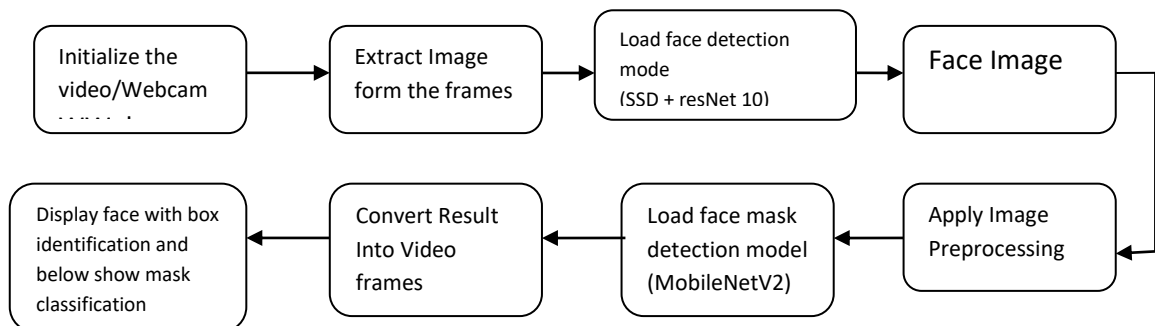 Initialize the
video/Webcam
Extract Image
form the frames
Load face detection
mode
(SSD + resNet 10)
Face Image
Display face with box
identification and
below show mask
classification
Convert Result
Into Video
frames
Load face mask
detection model
(MobileNetV2)
Apply Image
Preprocessing